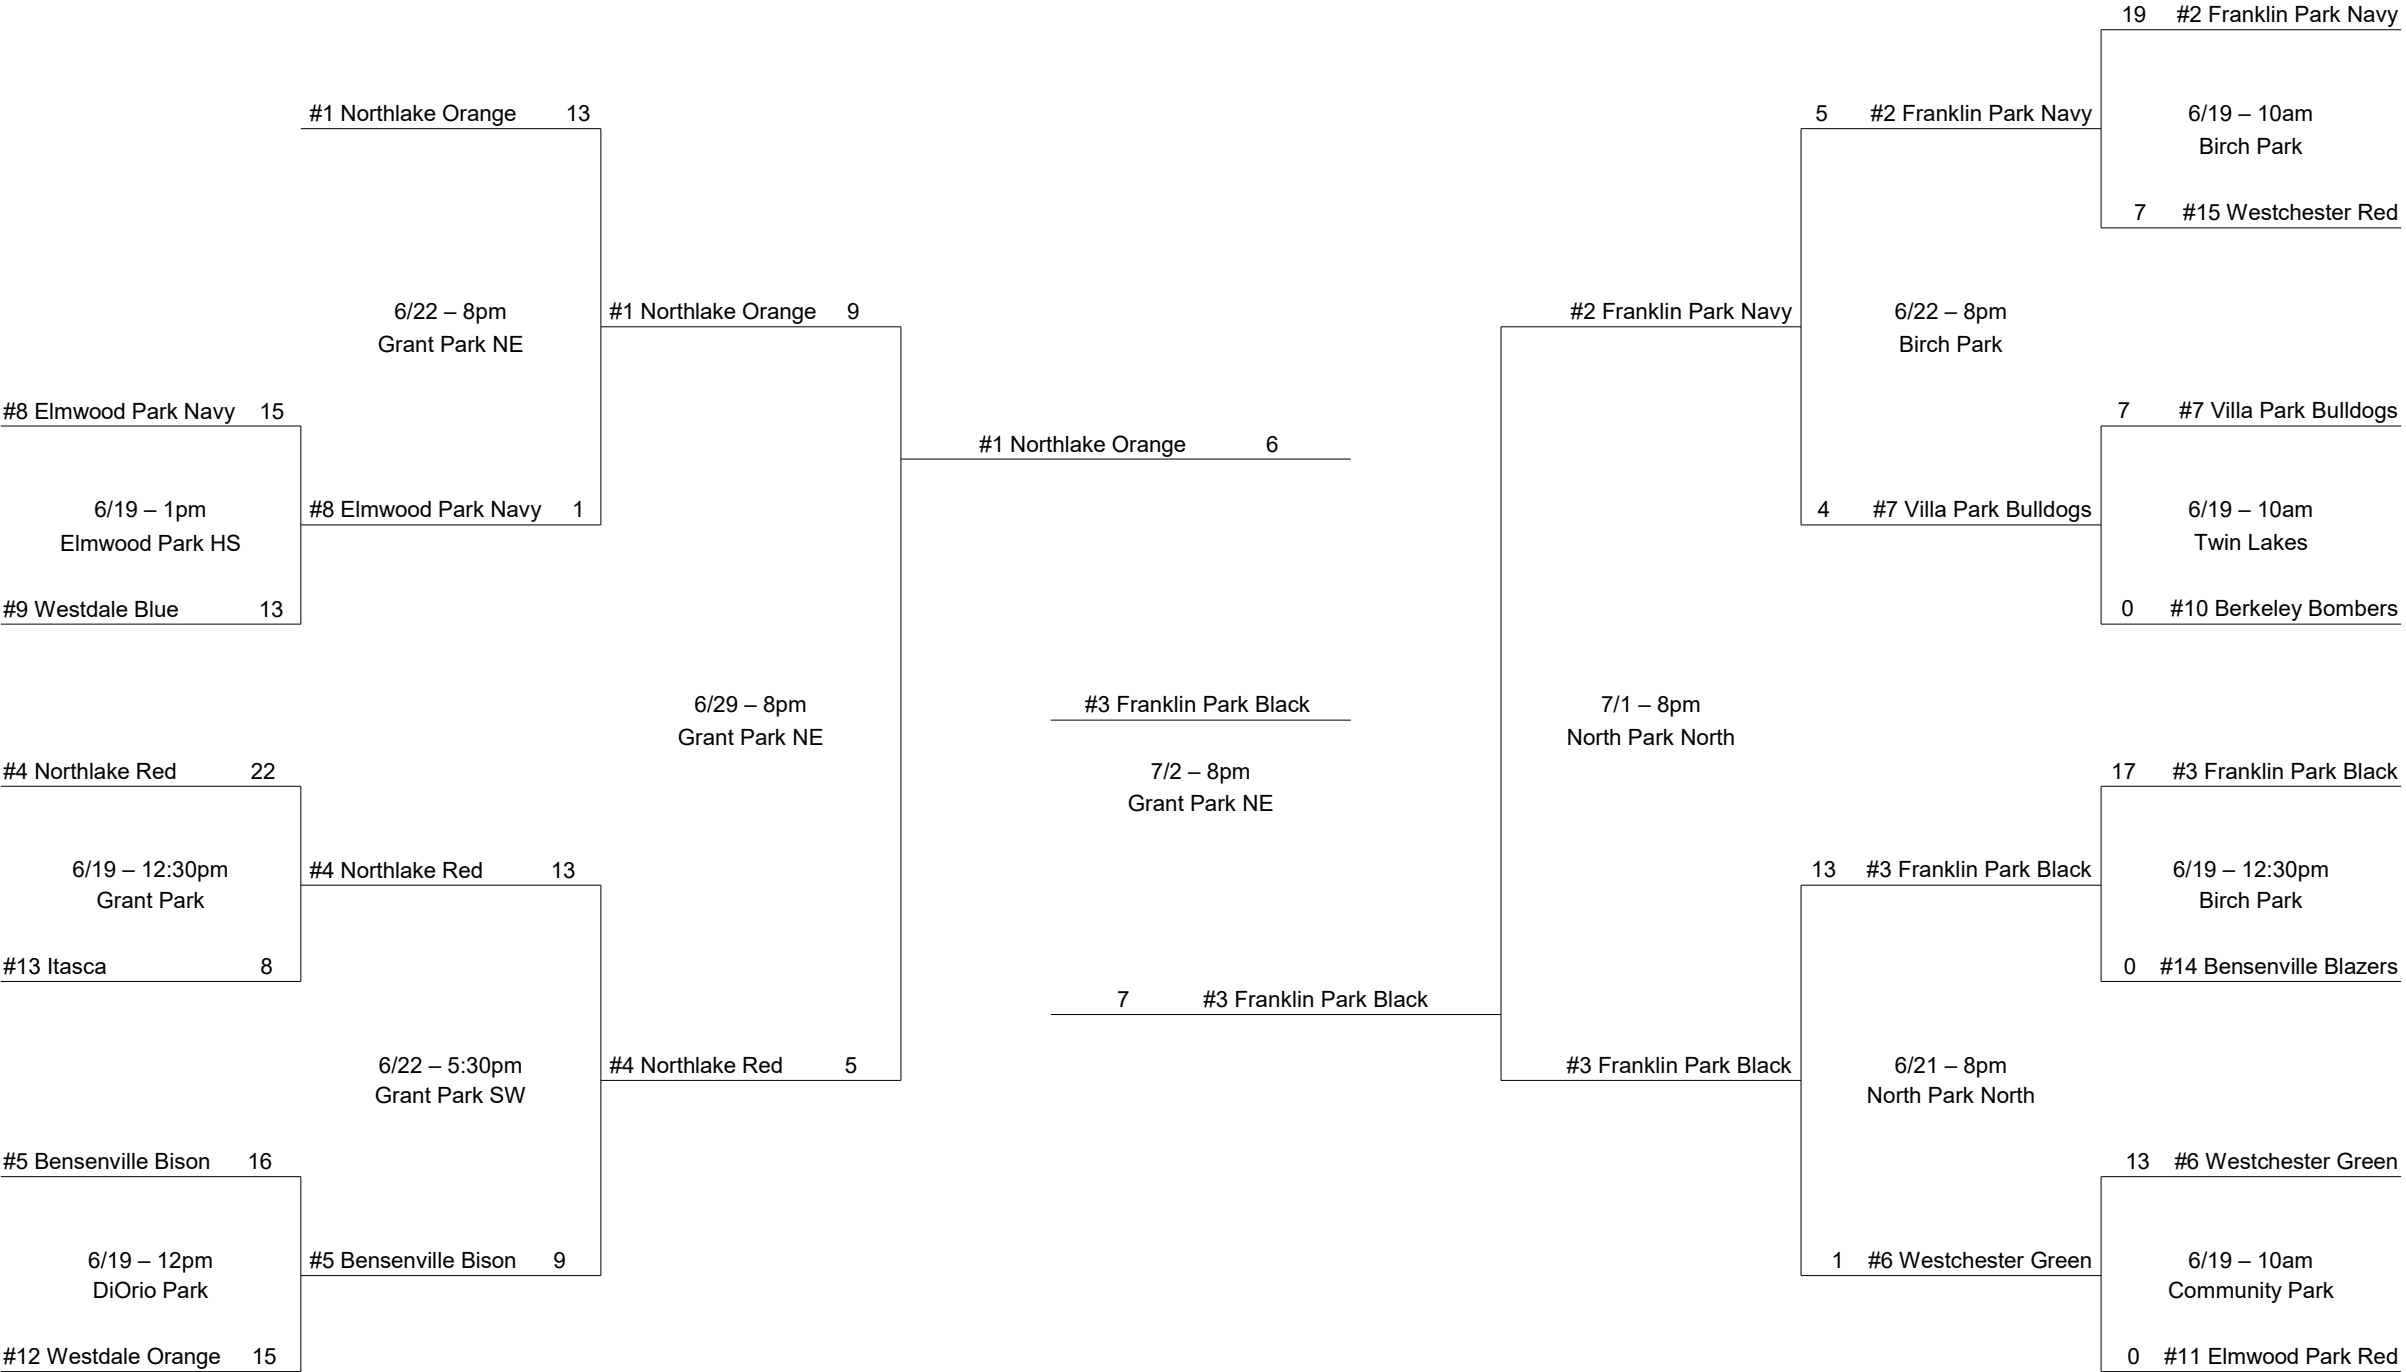 19 #2 Franklin Park Navy
#1 Northlake Orange 13
5 #2 Franklin Park Navy
6/19 – 10am
Birch Park
7 #15 Westchester Red
6/22 – 8pm
Grant Park NE
#1 Northlake Orange 9
#2 Franklin Park Navy
6/22 – 8pm
Birch Park
#8 Elmwood Park Navy 15
7 #7 Villa Park Bulldogs
#1 Northlake Orange 6
6/19 – 1pm
Elmwood Park HS
#8 Elmwood Park Navy 1
4 #7 Villa Park Bulldogs
6/19 – 10am
Twin Lakes
#9 Westdale Blue 13
0 #10 Berkeley Bombers
6/29 – 8pm
Grant Park NE
#3 Franklin Park Black
7/1 – 8pm
North Park North
7/2 – 8pm
Grant Park NE
#4 Northlake Red 22
17 #3 Franklin Park Black
6/19 – 12:30pm
Grant Park
#4 Northlake Red 13
13 #3 Franklin Park Black
6/19 – 12:30pm
Birch Park
#13 Itasca 8
0 #14 Bensenville Blazers
7 #3 Franklin Park Black
6/22 – 5:30pm
Grant Park SW
#4 Northlake Red 5
#3 Franklin Park Black
6/21 – 8pm
North Park North
#5 Bensenville Bison 16
13 #6 Westchester Green
6/19 – 12pm
DiOrio Park
#5 Bensenville Bison 9
1 #6 Westchester Green
6/19 – 10am
Community Park
#12 Westdale Orange 15
0 #11 Elmwood Park Red